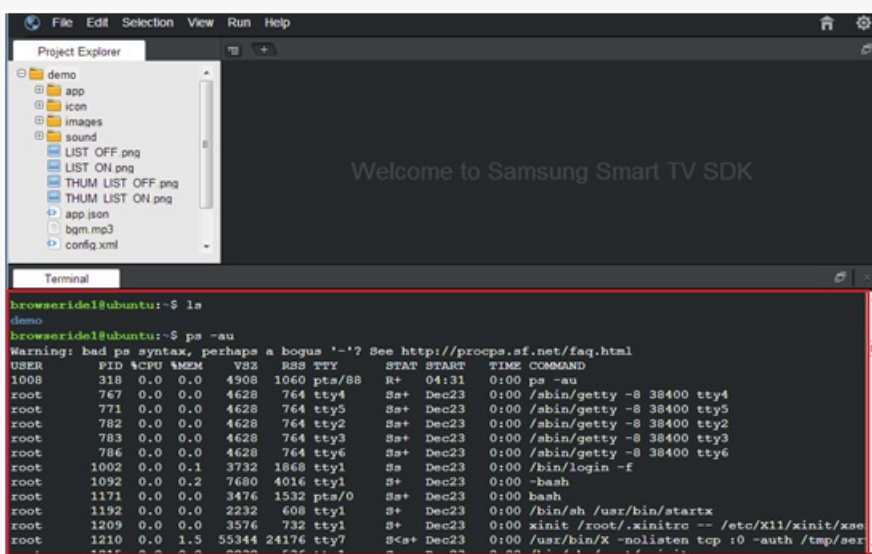 File Edit Selection View Run Help
Project Explorer
demo
app
icon
images
sound
LIST OFF.png
LIST ON.png
THUM LIST OFF.png
THUM LIST ON.png
app.json
bgm.mp3
config.xml
Welcome to Samsung Smart TV SDK
Terminal
browseride1@ubuntu:~$ ls
demo
browseride1@ubuntu:~$ ps -au
Warning: bad ps syntax, perhaps a bogus '-'? See http://procps.sf.net/faq.html
USER PID %CPU %MEM VSZ RSS TTY STAT START TIME COMMAND
1008 318 0.0 0.0 4908 1060 pts/88 R+ 04:31 0:00 ps -au
root 767 0.0 0.0 4628 764 tty4 Ss+ Dec23 0:00 /sbin/getty -8 38400 tty4
root 771 0.0 0.0 4628 764 tty5 Ss+ Dec23 0:00 /sbin/getty -8 38400 tty5
root 782 0.0 0.0 4628 764 tty2 Ss+ Dec23 0:00 /sbin/getty -8 38400 tty2
root 783 0.0 0.0 4628 764 tty3 Ss+ Dec23 0:00 /sbin/getty -8 38400 tty3
root 786 0.0 0.0 4628 764 tty6 Ss+ Dec23 0:00 /sbin/getty -8 38400 tty6
root 1002 0.0 0.1 3732 1868 tty1 Ss Dec23 0:00 /bin/login -f
root 1092 0.0 0.2 7680 4016 tty1 S+ Dec23 0:00 -bash
root 1171 0.0 0.0 3476 1532 pts/0 Ss+ Dec23 0:00 bash
root 1192 0.0 0.0 2232 608 tty1 S+ Dec23 0:00 /bin/sh /usr/bin/startx
root 1209 0.0 0.0 3576 732 tty1 S+ Dec23 0:00 xinit /root/.xinitrc -- /etc/X11/xinit/xse
root 1210 0.0 1.5 55344 24176 tty7 S<s+ Dec23 0:00 /usr/bin/X -nolisten tcp :0 -auth /tmp/ser